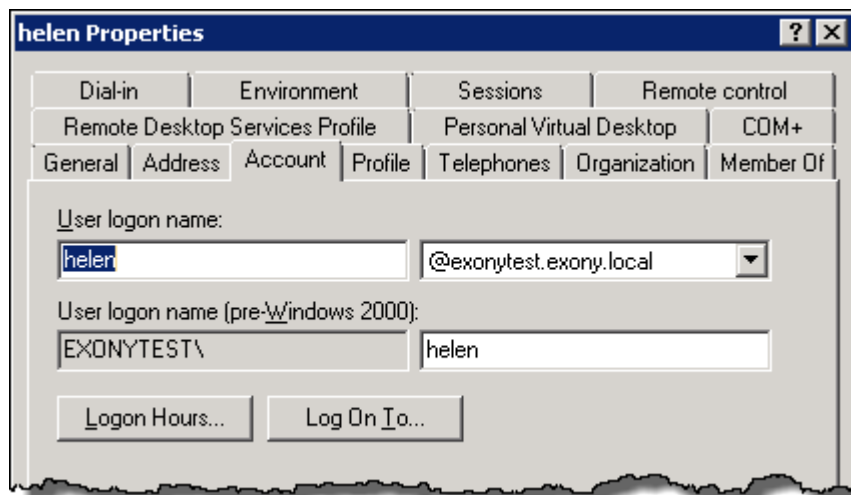 helen Properties
Dial-in Environment Sessions Remote control
Remote Desktop Services Profile Personal Virtual Desktop COM+
General Address Account Profile Telephones Organization Member Of
User logon name:
helen @exonytest.exony.local
User logon name (pre-Windows 2000):
EXONYTEST\ helen
Logon Hours... Log On To...